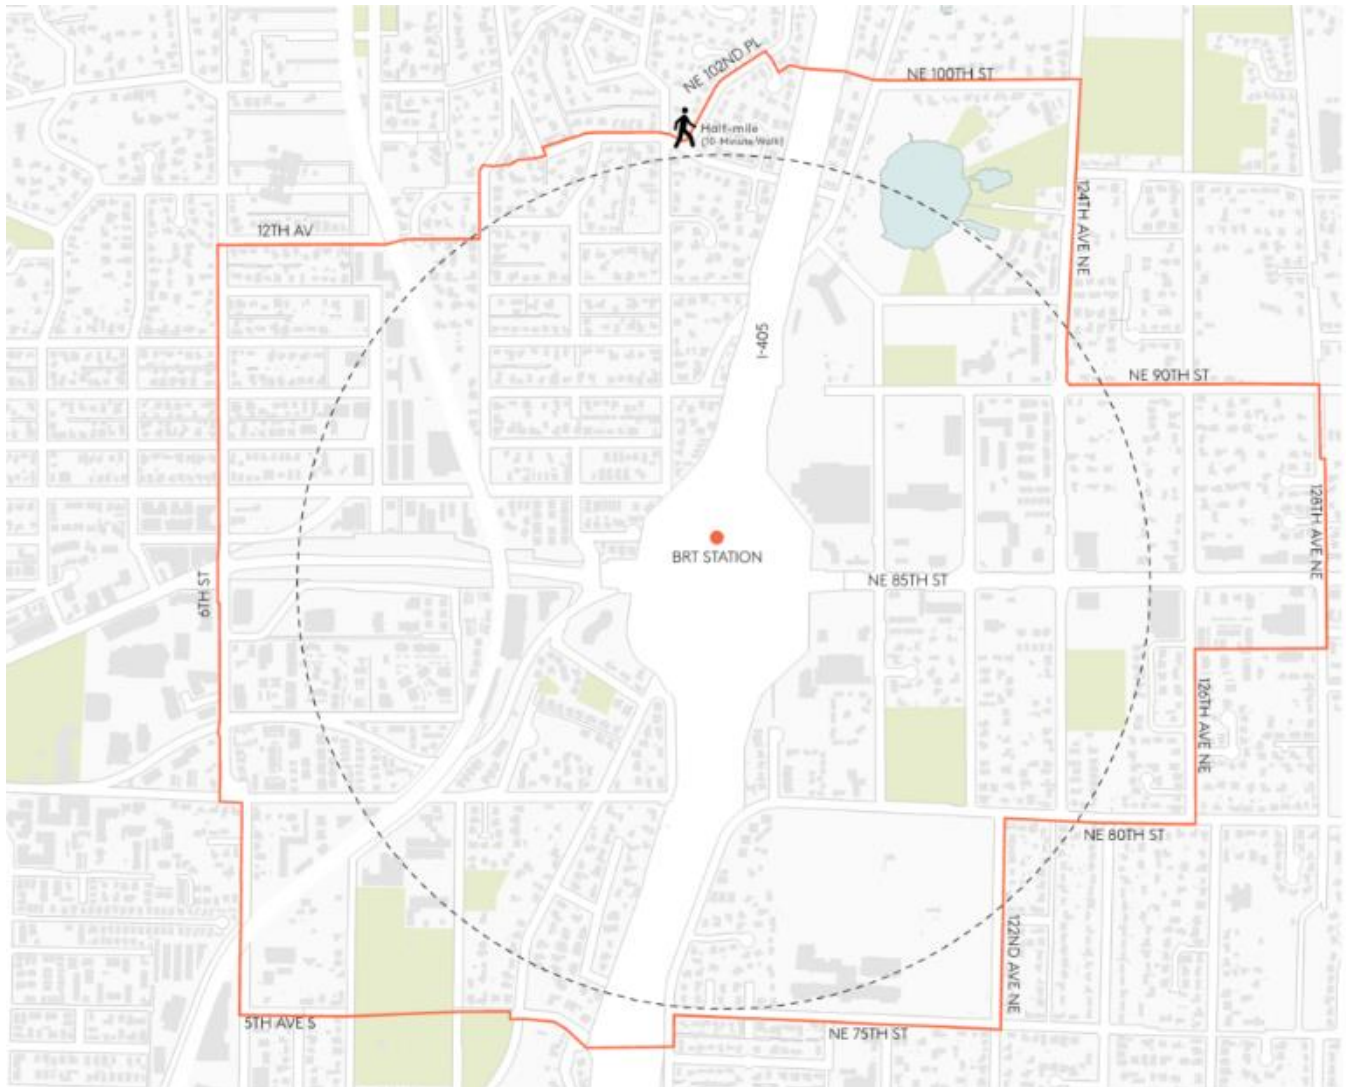 NE 102ND PL
NE 100TH ST
Half-mile
(10-Minute Walk)
124TH AVE NE
12TH AV
I-405
NE 90TH ST
128TH AVE NE
BRT STATION
NE 85TH ST
6TH ST
126TH AVE NE
NE 80TH ST
122ND AVE NE
5TH AVE S
NE 75TH ST